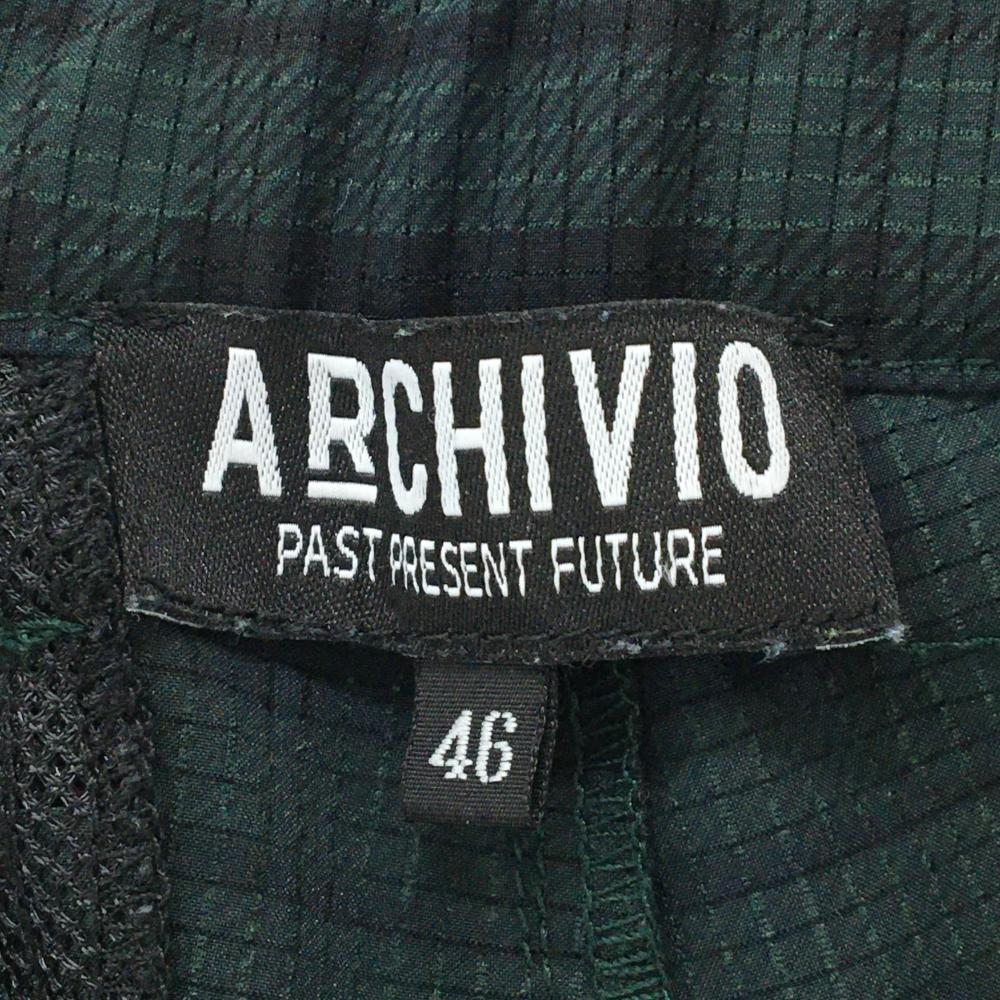 ARCHIVIO
PAST PRESENT FUTURE
46